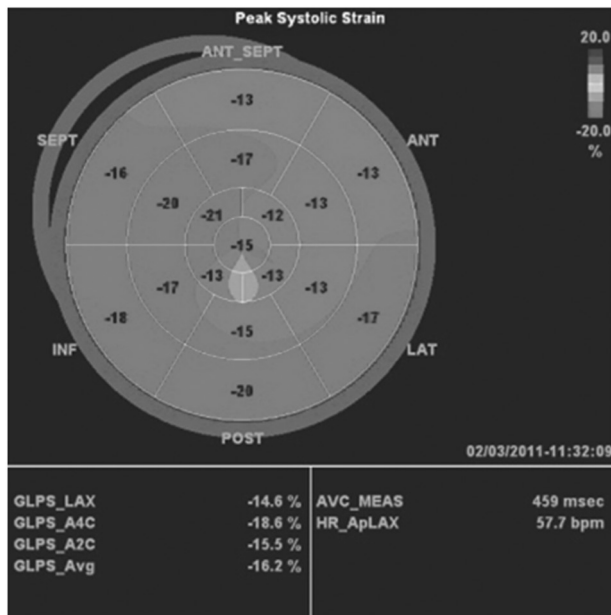 Peak Systolic Strain
ANT_SEPT
20.0
-20.0
%
-13
SEPT
ANT
-17
-16
-13
-20
-13
-21
-12
-15
-13
-13
-17
-13
-18
-17
-15
INF
LAT
-20
POST
02/03/2011-11:32:09
GLPS_LAX -14.6 %
GLPS_A4C -18.6 %
GLPS_A2C -15.5 %
GLPS_Avg -16.2 %
AVC_MEAS 459 msec
HR_ApLAX 57.7 bpm